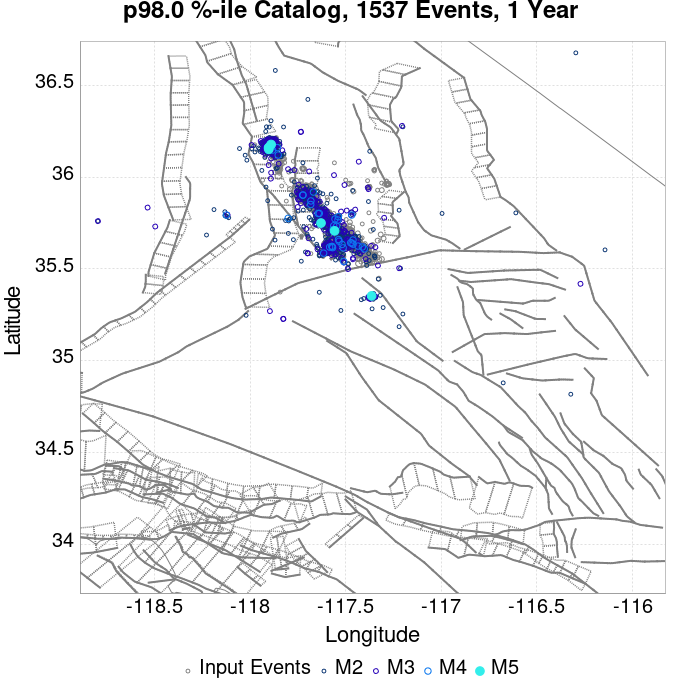 p98.0 %-ile Catalog, 1537 Events, 1 Year
36.5
36
35.5
35
34.5
34
Latitude
-118.5 -118 -117.5 -117 -116.5 -116
Longitude
Input Events M2 M3 M4 M5